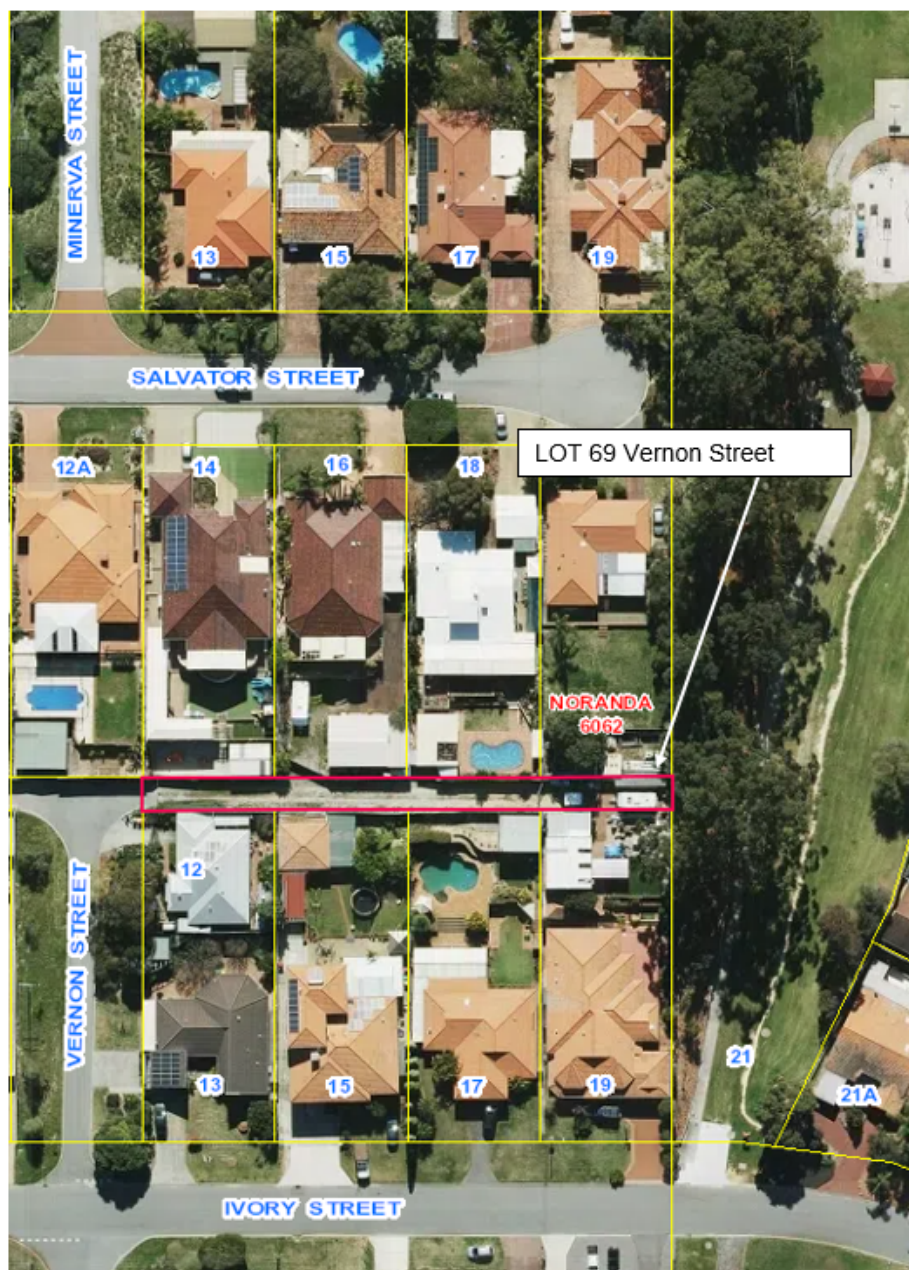 MINERVA STREET
13
15
17
19
SALVATOR STREET
12A
14
16
18
LOT 69 Vernon Street
NORANDA
6062
12
VERNON STREET
13
15
17
19
21
21A
IVORY STREET